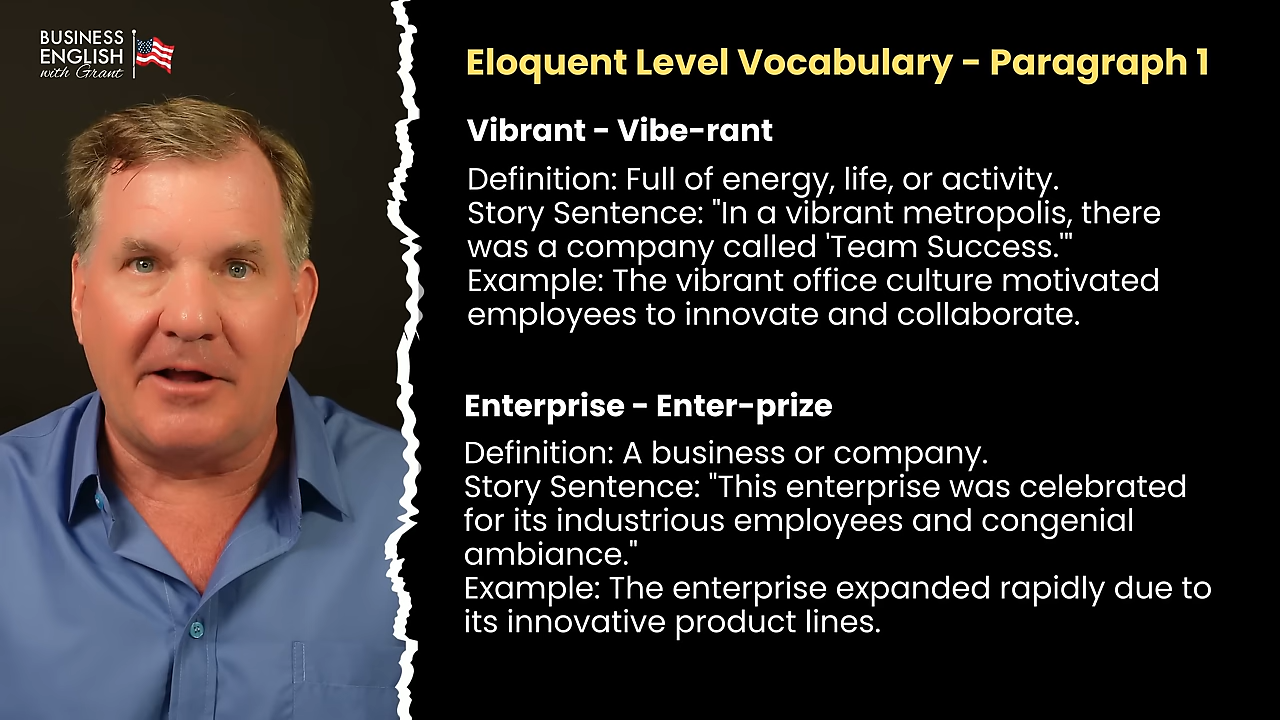 BUSINESS
ENGLISH
with Grant
Eloquent Level Vocabulary - Paragraph 1
Vibrant - Vibe-rant
Definition: Full of energy, life, or activity.
Story Sentence: "In a vibrant metropolis, there
was a company called 'Team Success.'"
Example: The vibrant office culture motivated
employees to innovate and collaborate.
Enterprise - Enter-prize
Definition: A business or company.
Story Sentence: "This enterprise was celebrated
for its industrious employees and congenial
ambiance."
Example: The enterprise expanded rapidly due to
its innovative product lines.